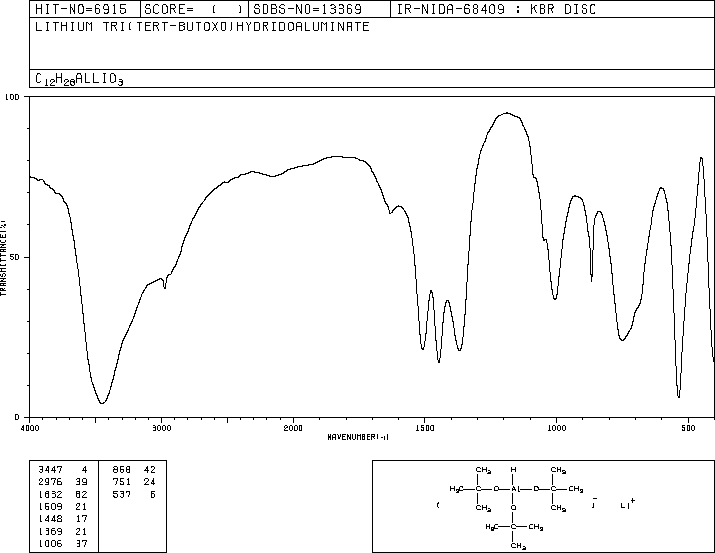 HIT-NO=6915 SCORE= ( ) SDBS-NO=13369 IR-NIDA-68409 : KBR DISC
LITHIUM TRI(TERT-BUTOXO)HYDRIDOALUMINATE
C12H28ALLIO3
100
50
0
TRANSMITTANCE(%)
4000 3000 2000 1500 1000 500
WAVENUMBER(-1)
3447 4 868 42
2976 39 751 24
1832 82 537 6
1509 21
1448 17
1369 21
1006 37
CH3 H CH3
H3C C O Al O C CH3
CH3 O CH3
( )- Li+
H3C C CH3
CH3